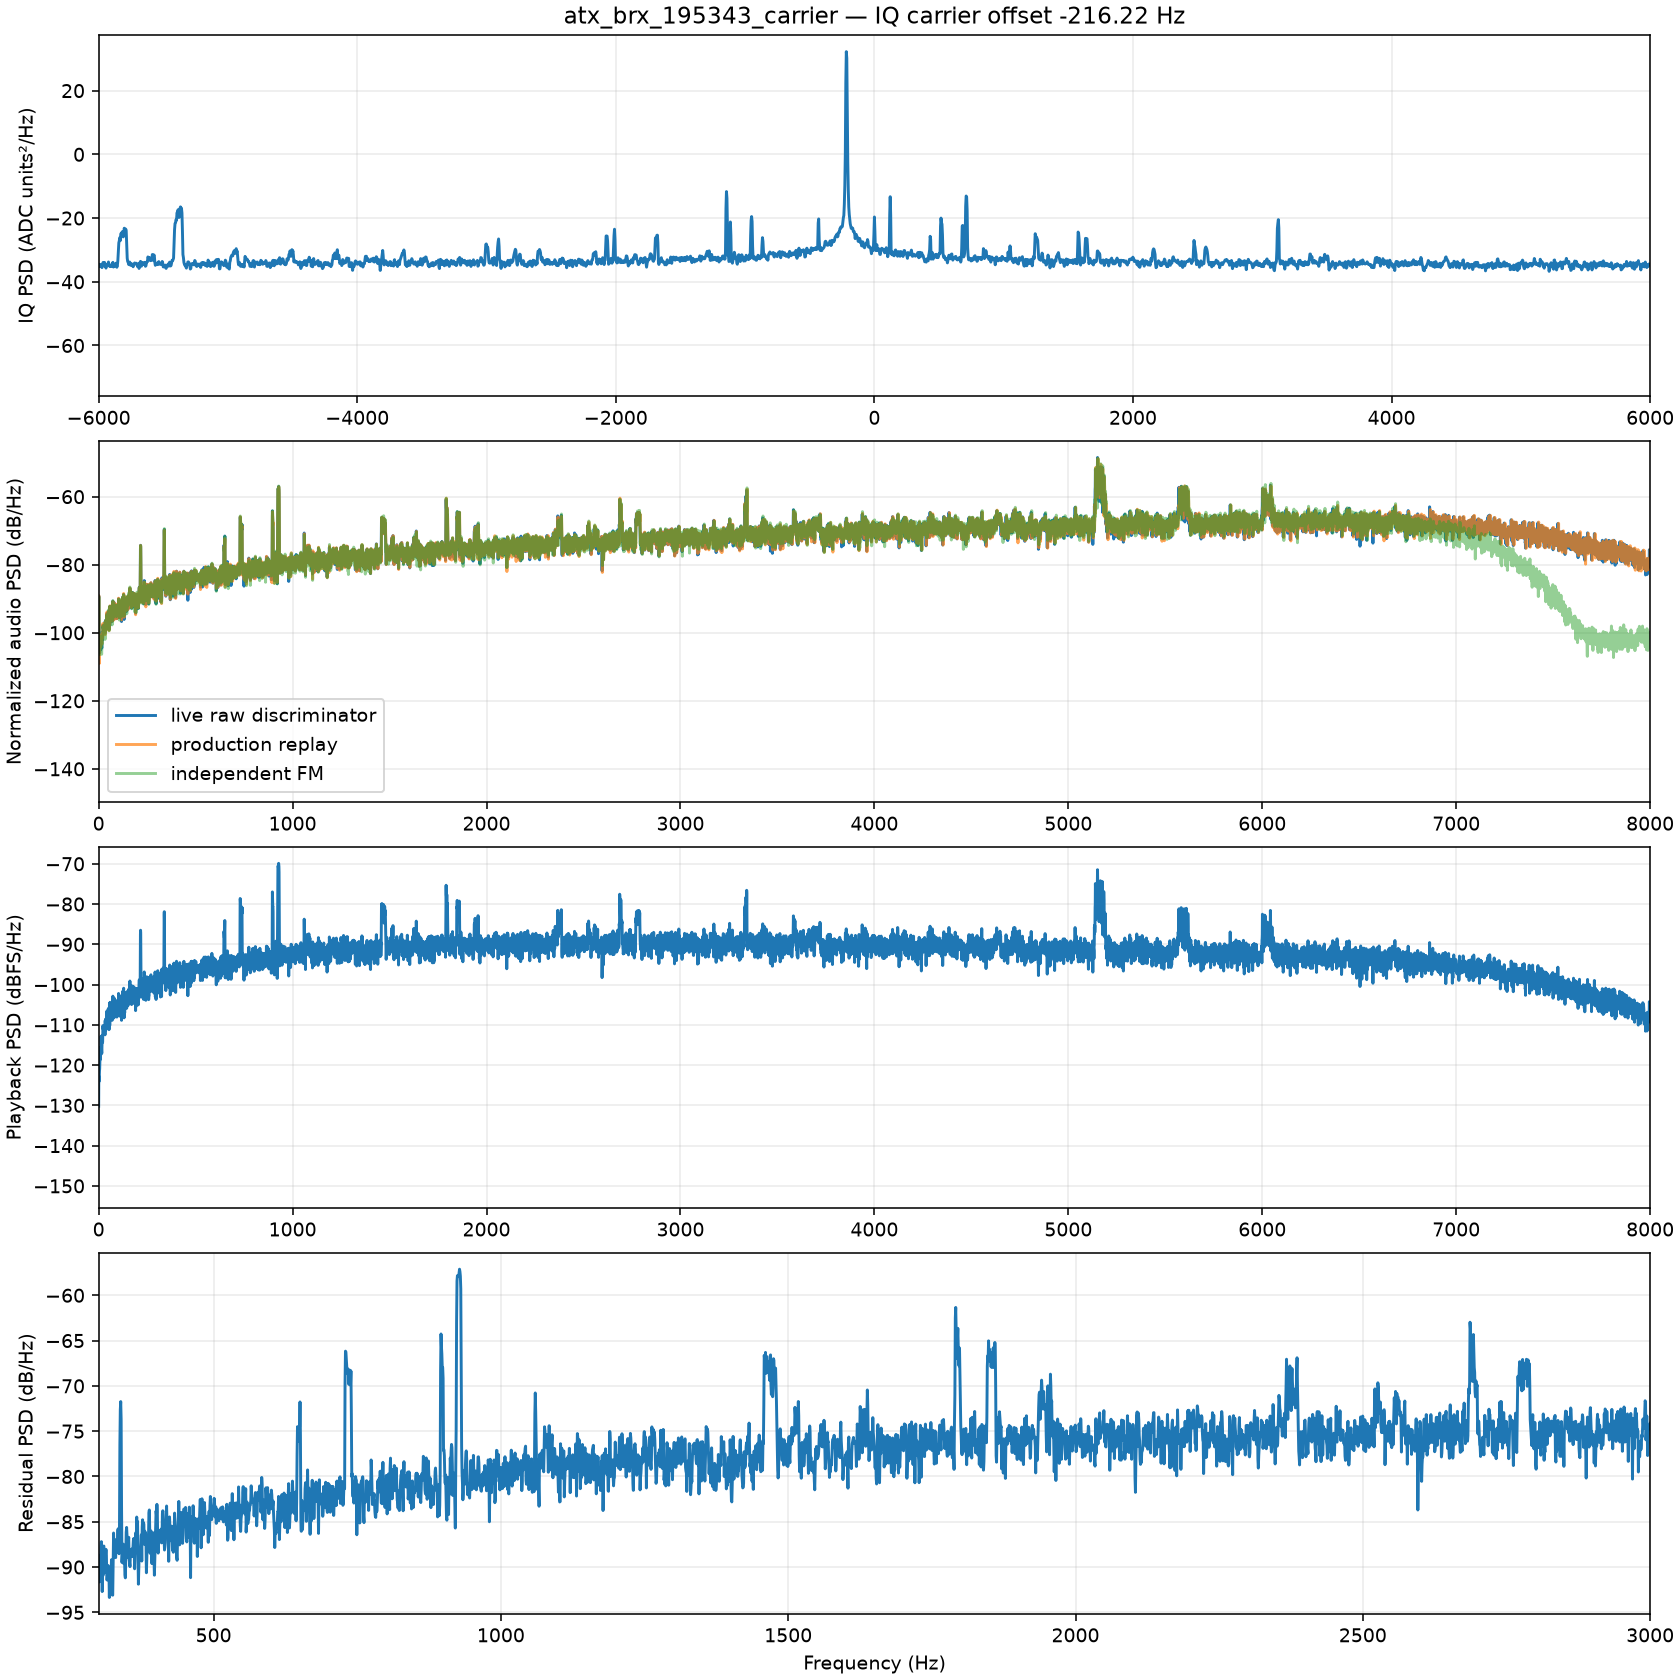 atx_brx_195343_carrier — IQ carrier offset -216.22 Hz
IQ PSD (ADC units²/Hz)
20
0
−20
−40
−60
−6000 −4000 −2000 0 2000 4000 6000
Normalized audio PSD (dB/Hz)
−60
−80
−100
−120
−140
live raw discriminator
production replay
independent FM
0 1000 2000 3000 4000 5000 6000 7000 8000
Playback PSD (dBFS/Hz)
−70
−80
−90
−100
−110
−120
−130
−140
−150
0 1000 2000 3000 4000 5000 6000 7000 8000
Residual PSD (dB/Hz)
−60
−65
−70
−75
−80
−85
−90
−95
500 1000 1500 2000 2500 3000
Frequency (Hz)